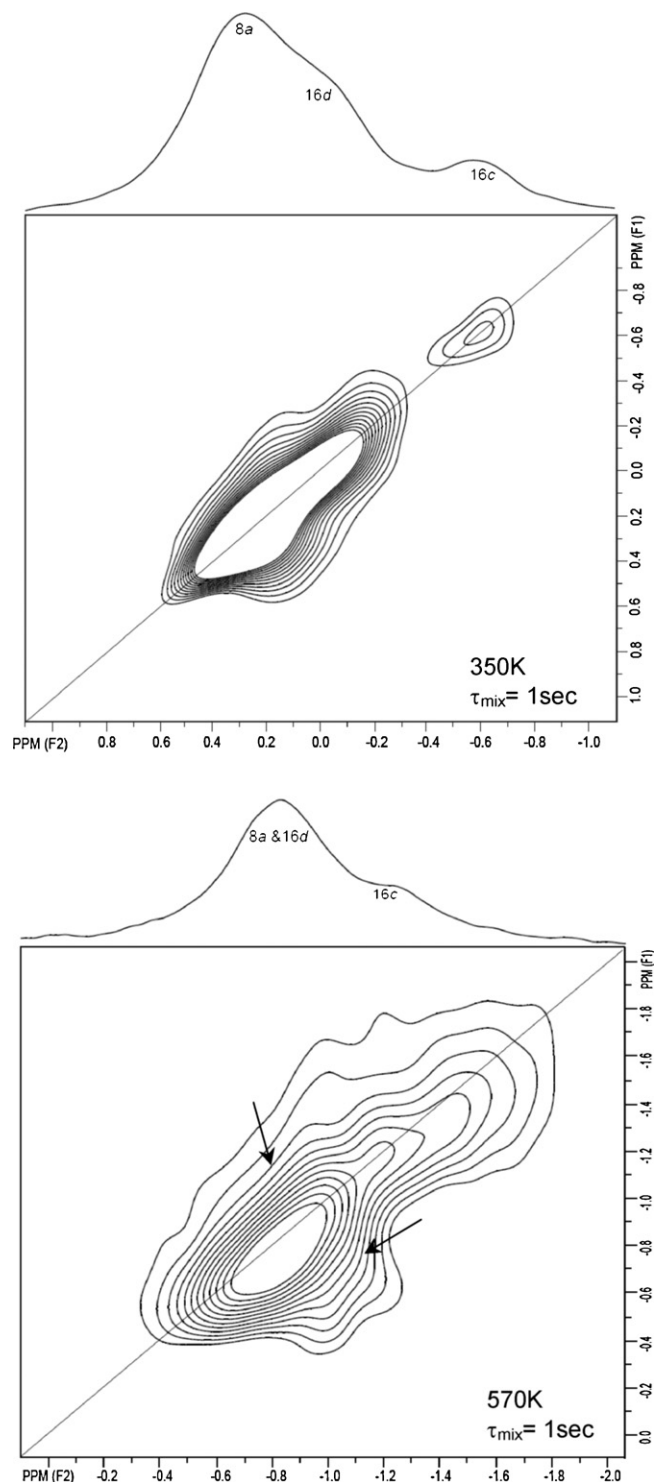 8a
16d
16c
PPM (F1)
-0.8
-0.6
-0.4
-0.2
0.0
0.2
0.4
0.6
0.8
1.0
350K
τmix= 1sec
PPM (F2) 0.8 0.6 0.4 0.2 0.0 -0.2 -0.4 -0.6 -0.8 -1.0
8a &16d
16c
PPM (F1)
-1.8
-1.6
-1.4
-1.2
-1.0
-0.8
-0.6
-0.4
-0.2
0.0
570K
τmix= 1sec
PPM (F2) -0.2 -0.4 -0.6 -0.8 -1.0 -1.2 -1.4 -1.6 -1.8 -2.0